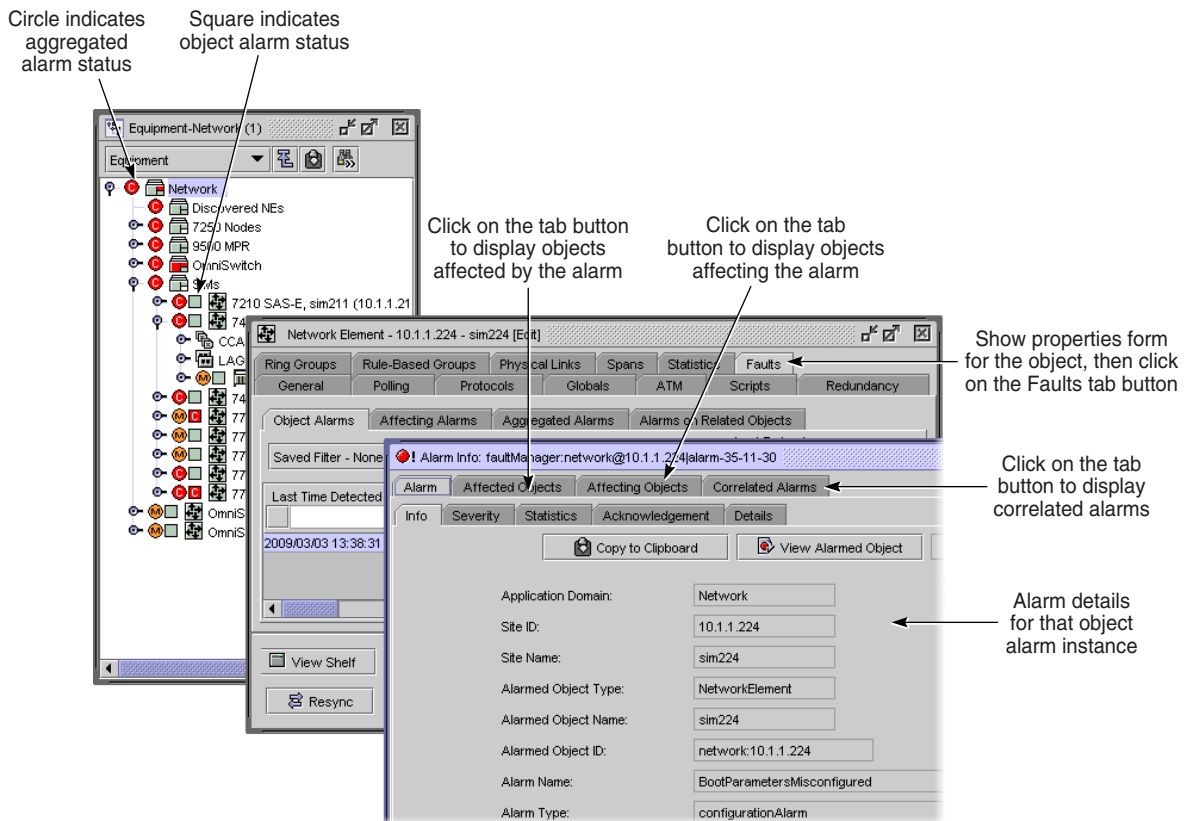 Circle indicates
aggregated
alarm status
Square indicates
object alarm status
Equipment-Network (1)
Equipment
Network
Discovered NEs
7250 Nodes
9500 MPR
OmniSwitch
Sims
7210 SAS-E, sim211 (10.1.1.21
74
CCA
LAG
M
C 74
M C 77
M 77
M 77
C 77
C C 77
M OmniS
M OmniS
Click on the tab button
to display objects
affected by the alarm
Click on the tab
button to display objects
affecting the alarm
Network Element - 10.1.1.224 - sim224 [Edit]
Ring Groups Rule-Based Groups Physical Links Spans Statistics Faults
General Polling Protocols Globals ATM Scripts Redundancy
Object Alarms Affecting Alarms Aggregated Alarms Alarms on Related Objects
Saved Filter - None
Last Time Detected
2009/03/03 13:38:31
View Shelf
Resync
Show properties form
for the object, then click
on the Faults tab button
Alarm Info: faultManager:network@10.1.1.224|alarm-35-11-30
Alarm Affected Objects Affecting Objects Correlated Alarms
Info Severity Statistics Acknowledgement Details
Copy to Clipboard View Alarmed Object
Application Domain: Network
Site ID: 10.1.1.224
Site Name: sim224
Alarmed Object Type: NetworkElement
Alarmed Object Name: sim224
Alarmed Object ID: network:10.1.1.224
Alarm Name: BootParametersMisconfigured
Alarm Type: configurationAlarm
Click on the tab
button to display
correlated alarms
Alarm details
for that object
alarm instance